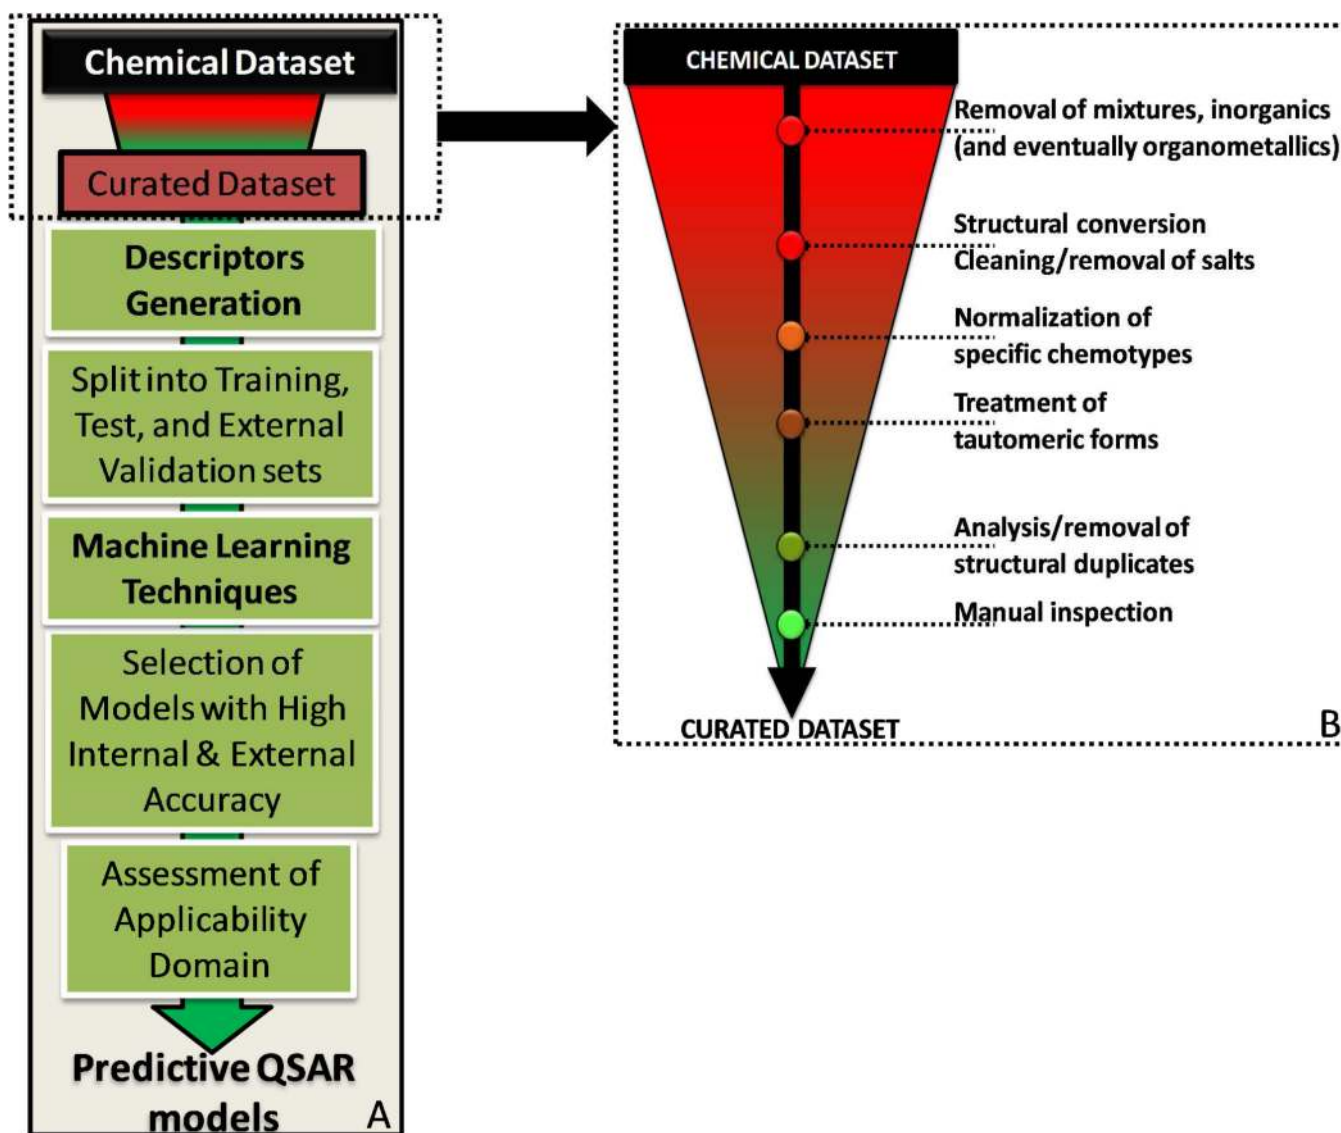 Chemical Dataset
Curated Dataset
Descriptors
Generation
Split into Training,
Test, and External
Validation sets
Machine Learning
Techniques
Selection of
Models with High
Internal & External
Accuracy
Assessment of
Applicability
Domain
Predictive QSAR
models
A
CHEMICAL DATASET
Removal of mixtures, inorganics
(and eventually organometallics)
Structural conversion
Cleaning/removal of salts
Normalization of
specific chemotypes
Treatment of
tautomeric forms
Analysis/removal of
structural duplicates
Manual inspection
CURATED DATASET
B